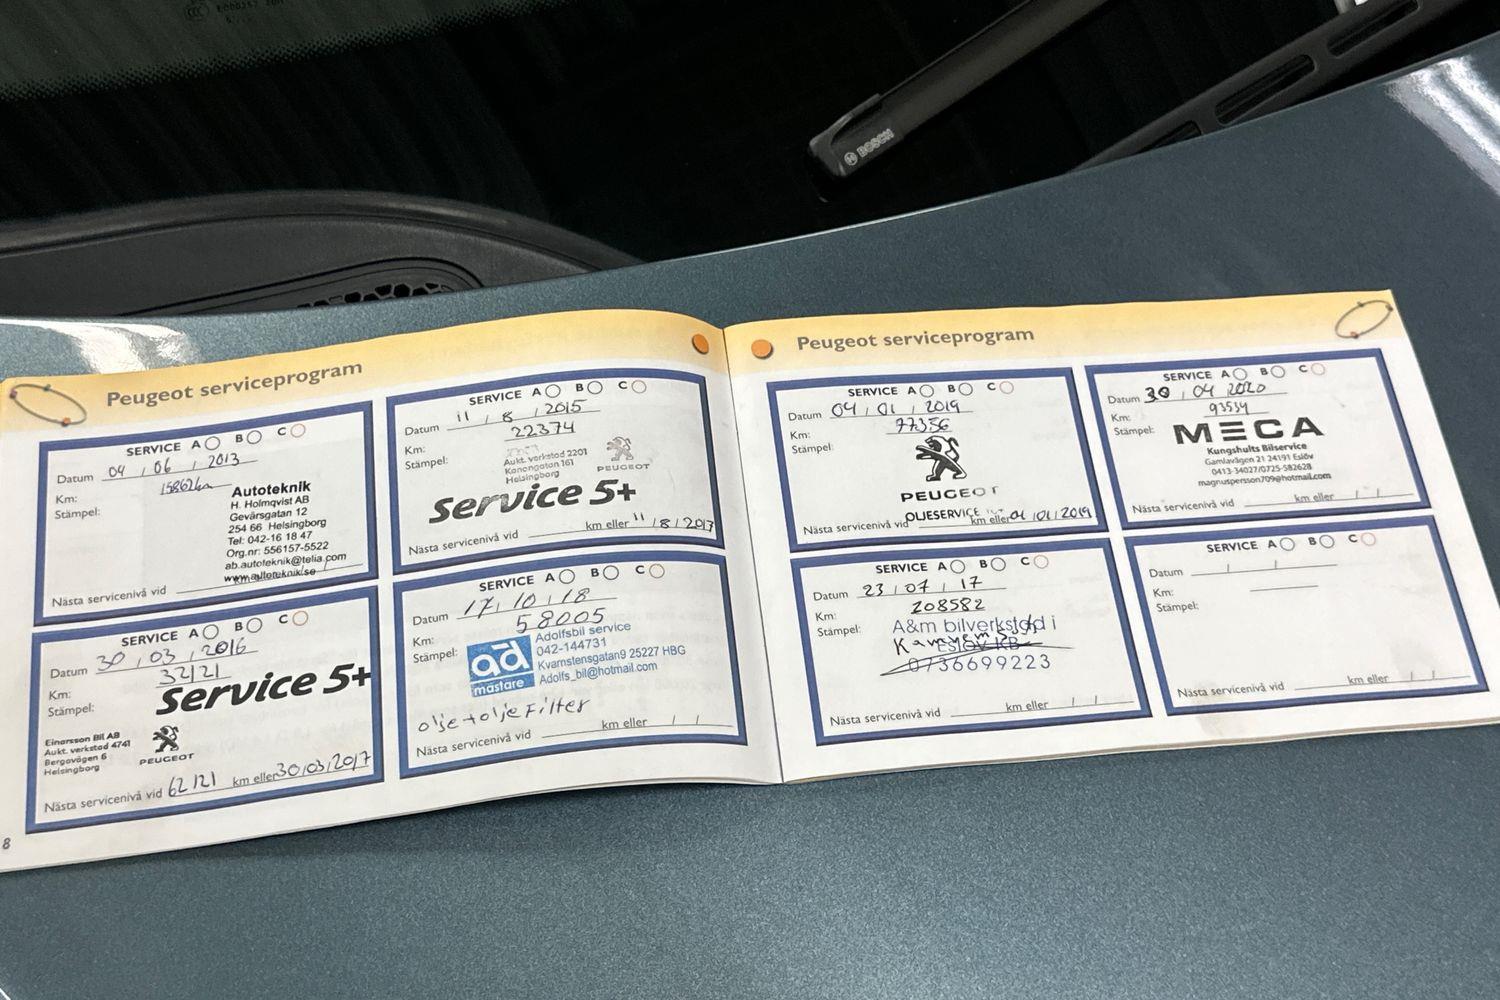 BOSCH
Peugeot serviceprogram
SERVICE A B C
Datum 04 / 06 / 2013
Km: 15862km
Stämpel:
Autoteknik
H. Holmqvist AB
Gevärsgatan 12
254 66 Helsingborg
Tel: 042-16 18 47
Org.nr: 556157-5522
ab.autoteknik@telia.com
www.autoteknik.se
Nästa servicenivå vid
SERVICE A B C
Datum 11 / 8 / 2015
Km: 22374
Stämpel:
Aukt. verkstad 2201
Kanongatan 161
Helsingborg
PEUGEOT
Service 5+
Nästa servicenivå vid km eller 11 / 8 / 2017
SERVICE A B C
Datum 30 / 03 / 2016
Km: 32121
Stämpel:
Service 5+
Einarsson Bil AB
Aukt. verkstad 4741
Bergavägen 6
Helsingborg
PEUGEOT
Nästa servicenivå vid 62121 km eller 30/03/2017
SERVICE A B C
Datum 17 / 10 / 18
Km: 58005
Stämpel:
ad
mästare
Adolfsbil service
042-144731
Kvarnstensgatan9 25227 HBG
Adolfs_bil@hotmail.com
olje+olje Filter
Nästa servicenivå vid km eller / /
8
Peugeot serviceprogram
SERVICE A B C
Datum 04 / 01 / 2019
Km: 77356
Stämpel:
PEUGEOT
OLJESERVICE
Nästa servicenivå vid km eller 04 / 01 / 2019
SERVICE A B C
Datum 30 / 04 2020
Km: 93554
Stämpel:
MECA
Kungshults Bilservice
Gamlavägen 21 24191 Eslöv
0413-34027/0725-582628
magnuspersson709@hotmail.com
Nästa servicenivå vid km eller / /
SERVICE A B C
Datum 23 / 07 / 17
Km: 208582
Stämpel:
A&m bilverkstad i
ESLÖV KB
0736699223
Nästa servicenivå vid km eller / /
SERVICE A B C
Datum / /
Km:
Stämpel:
Nästa servicenivå vid km eller / /